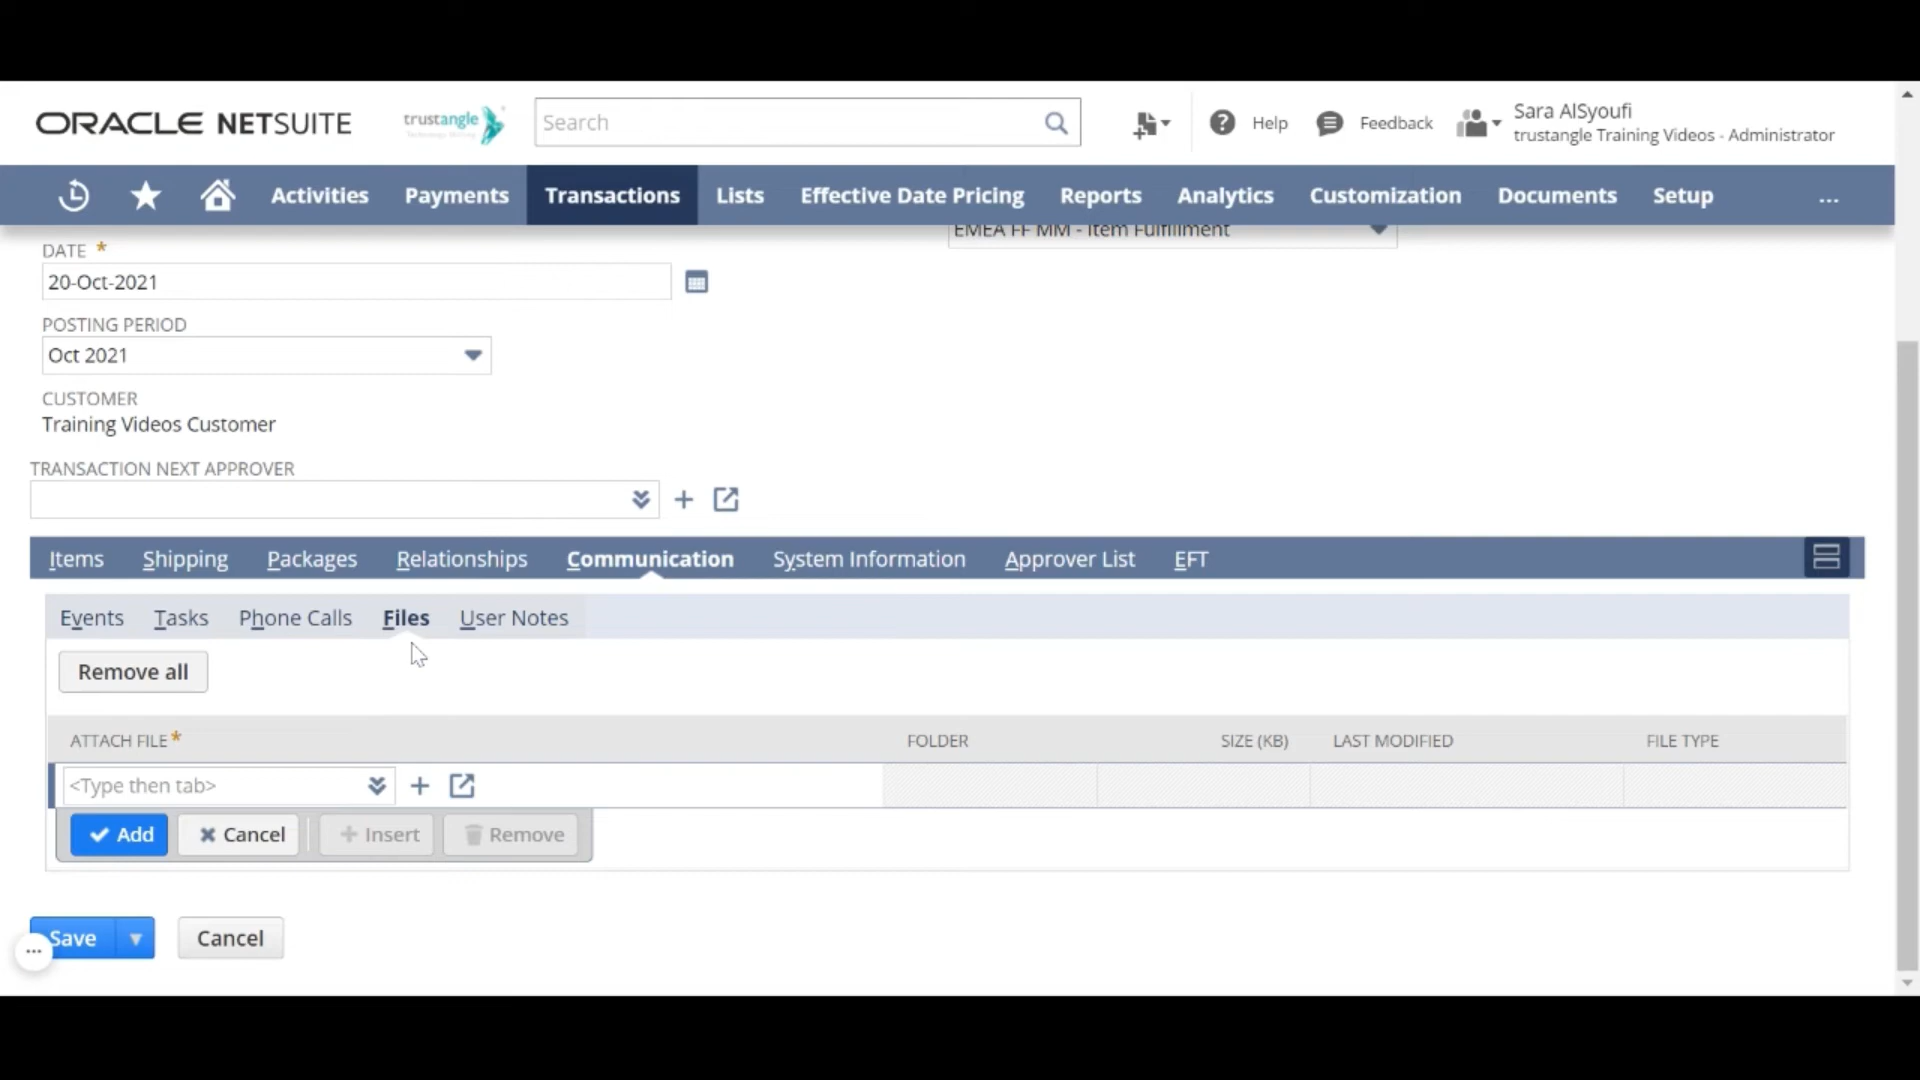 ORACLE NETSUITE
trustangle
Search
Help
Feedback
Sara AlSyoufi
trustangle Training Videos - Administrator
Activities
Payments
Transactions
Lists
Effective Date Pricing
Reports
Analytics
Customization
Documents
Setup
...
DATE *
EMEA FF MM - Item Fulfillment
20-Oct-2021
POSTING PERIOD
Oct 2021
CUSTOMER
Training Videos Customer
TRANSACTION NEXT APPROVER
Items
Shipping
Packages
Relationships
Communication
System Information
Approver List
EFT
Events
Tasks
Phone Calls
Files
User Notes
Remove all
ATTACH FILE *
FOLDER
SIZE (KB)
LAST MODIFIED
FILE TYPE
<Type then tab>
Add
Cancel
Insert
Remove
Save
Cancel
...